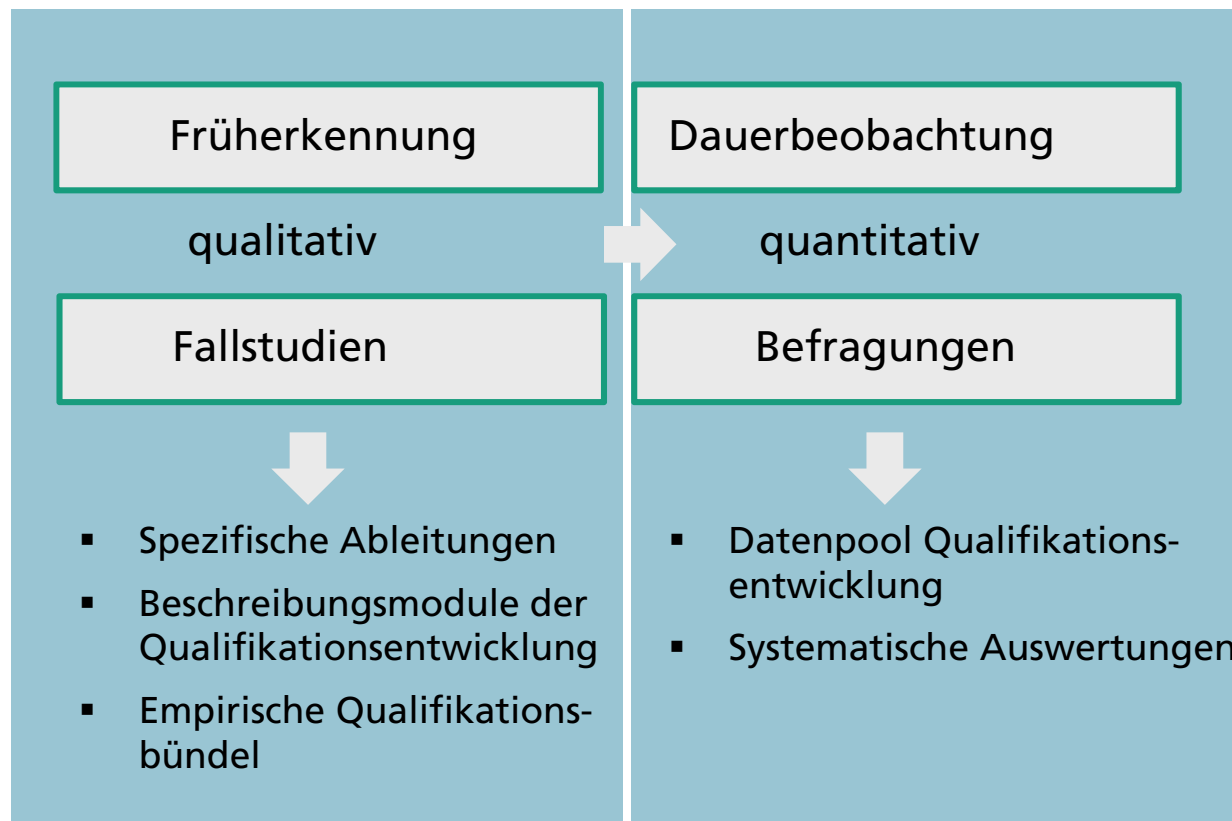 Früherkennung
qualitativ
Fallstudien
▪ Spezifische Ableitungen
▪ Beschreibungsmodule der
Qualifikationsentwicklung
▪ Empirische Qualifikations-
bündel
Dauerbeobachtung
quantitativ
Befragungen
▪ Datenpool Qualifikations-
entwicklung
▪ Systematische Auswertungen